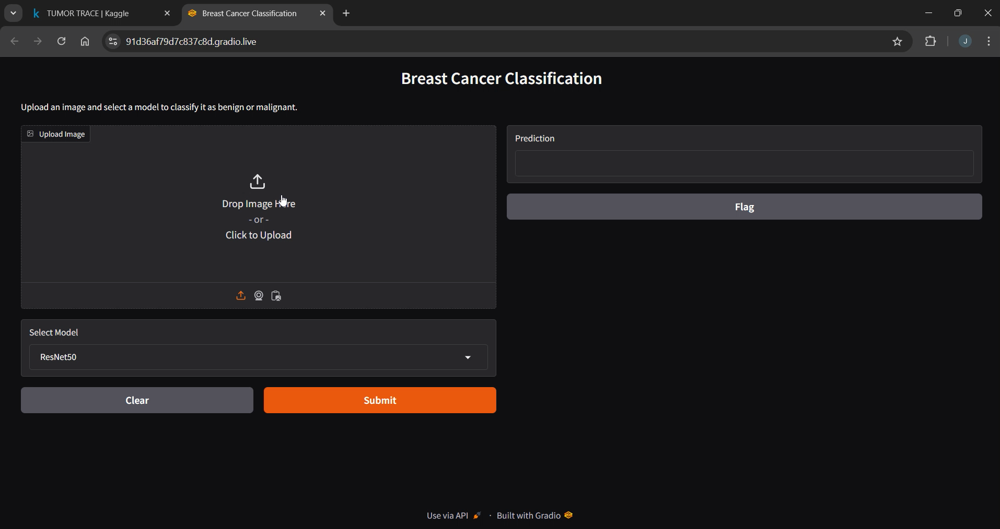 TUMOR TRACE | Kaggle
Breast Cancer Classification
91d36af79d7c837c8d.gradio.live
J
Breast Cancer Classification
Upload an image and select a model to classify it as benign or malignant.
Upload Image
Drop Image Here
- or -
Click to Upload
Select Model
ResNet50
Clear
Submit
Prediction
Flag
Use via API · Built with Gradio